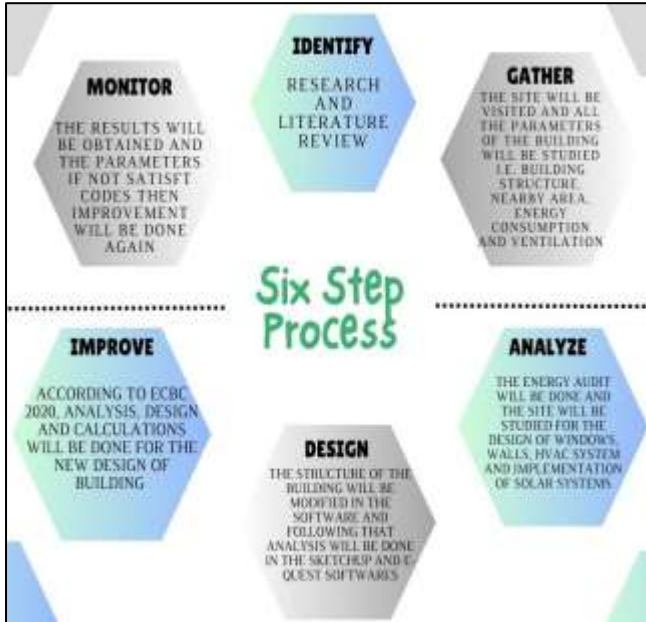 IDENTIFY
RESEARCH
AND
LITERATURE
REVIEW
GATHER
THE SITE WILL BE
VISITED AND ALL
THE PARAMETERS
OF THE BUILDING
WILL BE STUDIED
I.E. BUILDING
STRUCTURE,
NEARBY AREA,
ENERGY
CONSUMPTION
AND VENTILATION
MONITOR
THE RESULTS WILL
BE OBTAINED AND
THE PARAMETERS
IF NOT SATISFT
CODES THEN
IMPROVEMENT
WILL BE DONE
AGAIN
Six Step
Process
IMPROVE
ACCORDING TO ECBC
2020, ANALYSIS, DESIGN
AND CALCULATIONS
WILL BE DONE FOR THE
NEW DESIGN OF
BUILDING
ANALYZE
THE ENERGY AUDIT
WILL BE DONE AND
THE SITE WILL BE
STUDIED FOR THE
DESIGN OF WINDOWS,
WALLS, HVAC SYSTEM
AND IMPLEMENTATION
OF SOLAR SYSTEMS
DESIGN
THE STRUCTURE OF THE
BUILDING WILL BE
MODIFIED IN THE
SOFTWARE AND
FOLLOWING THAT
ANALYSIS WILL BE DONE
IN THE SKETCHUP AND E-
QUEST SOFTWARES